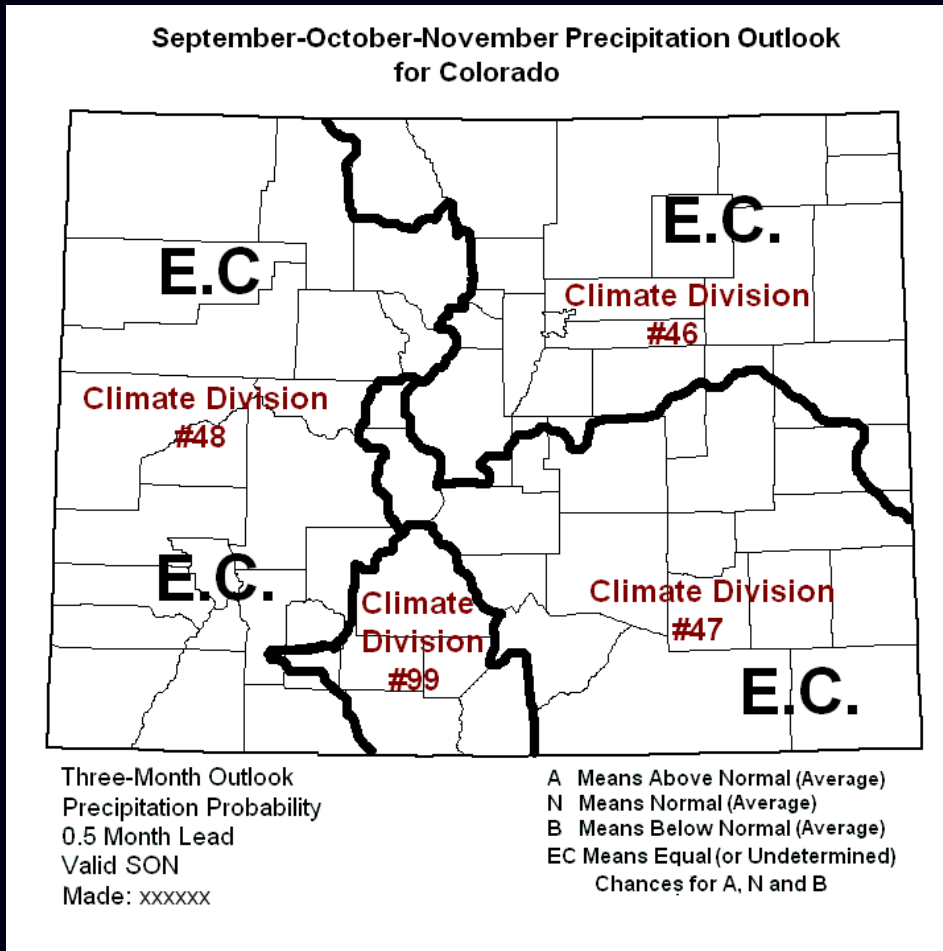 September-October-November Precipitation Outlook
for Colorado
E.C
E.C.
Climate Division
#46
Climate Division
#48
E.C.
Climate
Division
#99
Climate Division
#47
E.C.
Three-Month Outlook
Precipitation Probability
0.5 Month Lead
Valid SON
Made: xxxxxx
A Means Above Normal (Average)
N Means Normal (Average)
B Means Below Normal (Average)
EC Means Equal (or Undetermined)
Chances for A, N and B